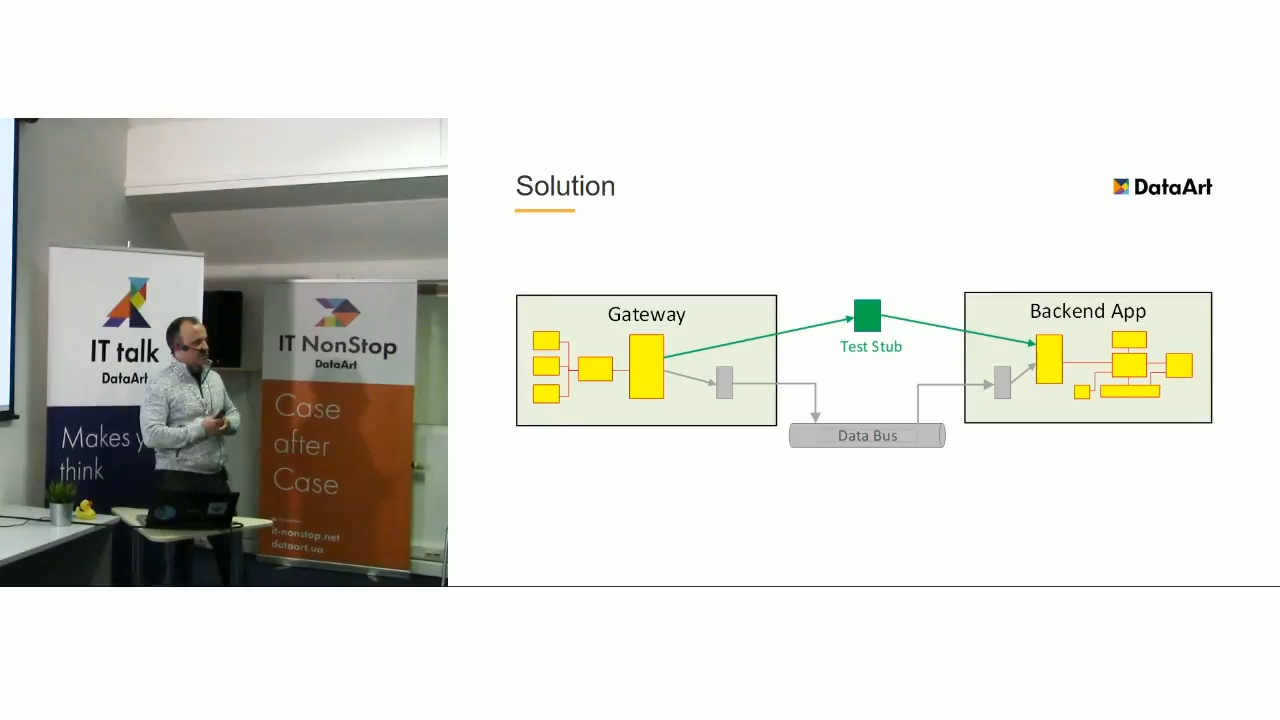 IT talk
DataArt
Makes y
think
IT NonStop
DataArt
Case
after
Case
it-nonstop.net
dataart.ua
Solution
DataArt
Gateway
Test Stub
Data Bus
Backend App